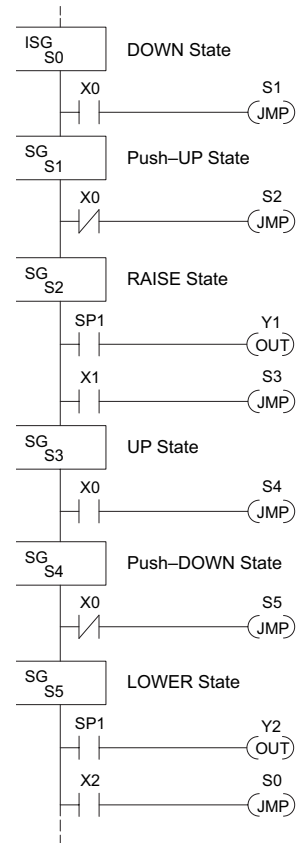 ISG
S0
DOWN State
X0
S1
JMP
SG
S1
Push–UP State
X0
S2
JMP
SG
S2
RAISE State
SP1
Y1
OUT
X1
S3
JMP
SG
S3
UP State
X0
S4
JMP
SG
S4
Push–DOWN State
X0
S5
JMP
SG
S5
LOWER State
SP1
Y2
OUT
X2
S0
JMP